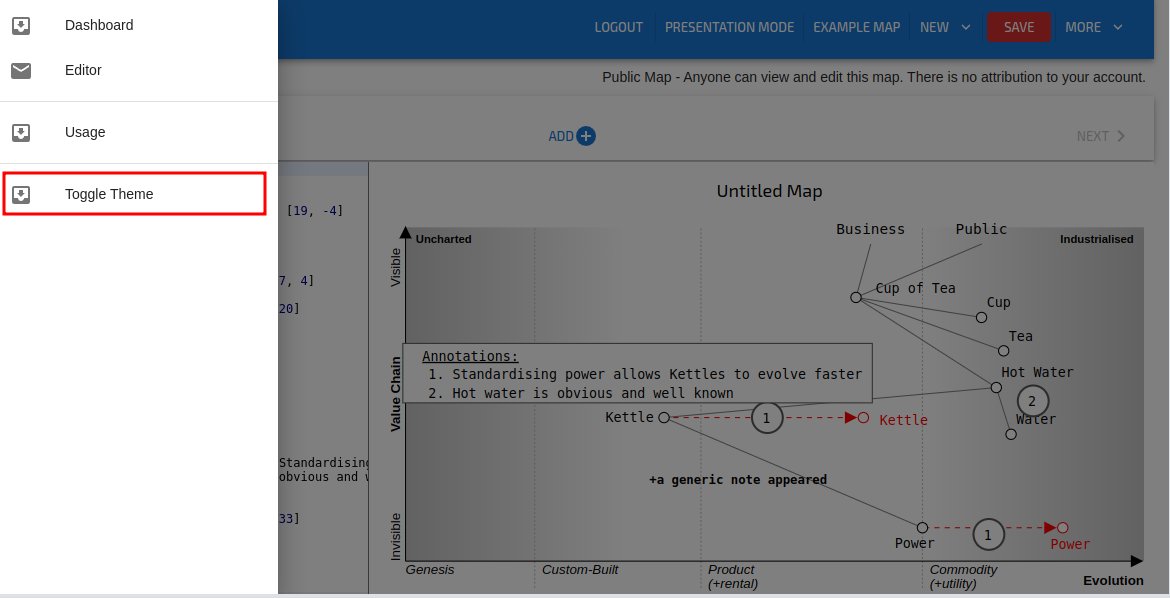 Dashboard
Editor
Usage
Toggle Theme
LOGOUT PRESENTATION MODE EXAMPLE MAP NEW SAVE MORE
Public Map - Anyone can view and edit this map. There is no attribution to your account.
ADD
NEXT
[19, -4]
7, 4]
20]
Standardising
obvious and w
33]
Untitled Map
Business Public
Uncharted Industrialised
Visible
Value Chain
Invisible
Cup of Tea
Cup
Tea
Hot Water
2
Water
Annotations:
1. Standardising power allows Kettles to evolve faster
2. Hot water is obvious and well known
Kettle 1 Kettle
+a generic note appeared
Power 1 Power
Genesis Custom-Built Product Commodity
(+rental) (+utility)
Evolution